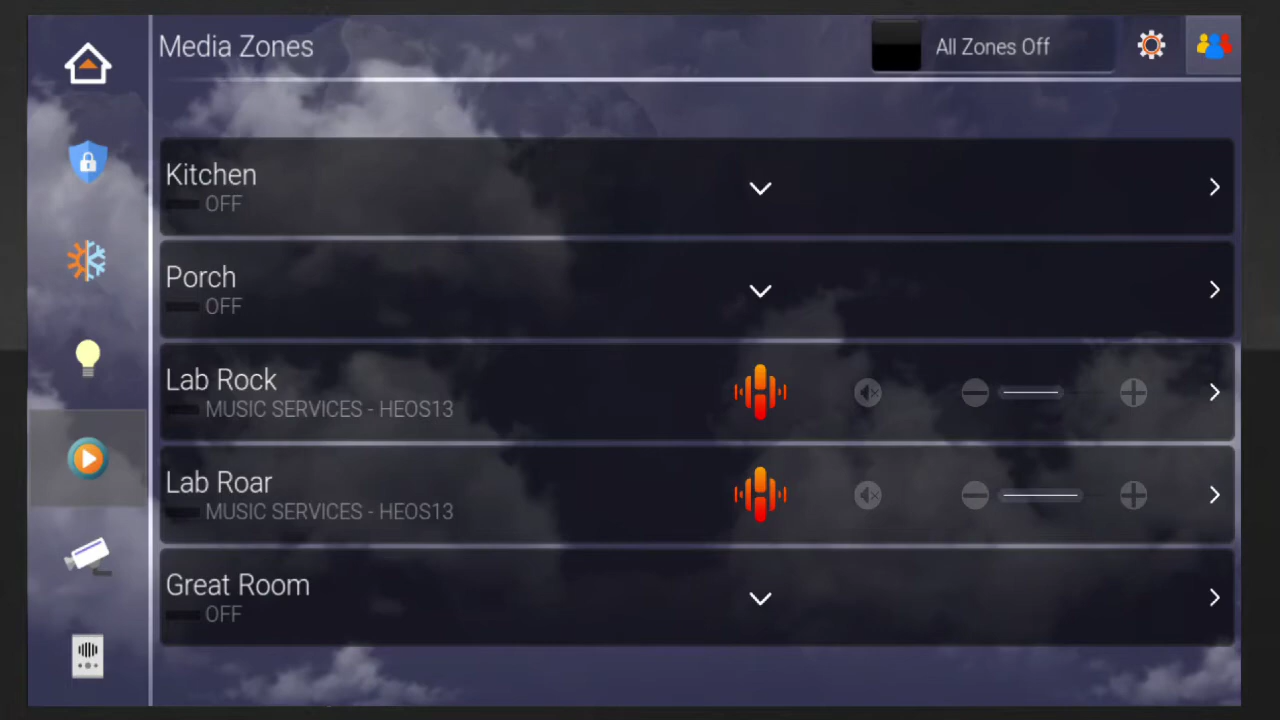 Media Zones
All Zones Off
Kitchen
OFF
Porch
OFF
Lab Rock
MUSIC SERVICES - HEOS13
Lab Roar
MUSIC SERVICES - HEOS13
Great Room
OFF